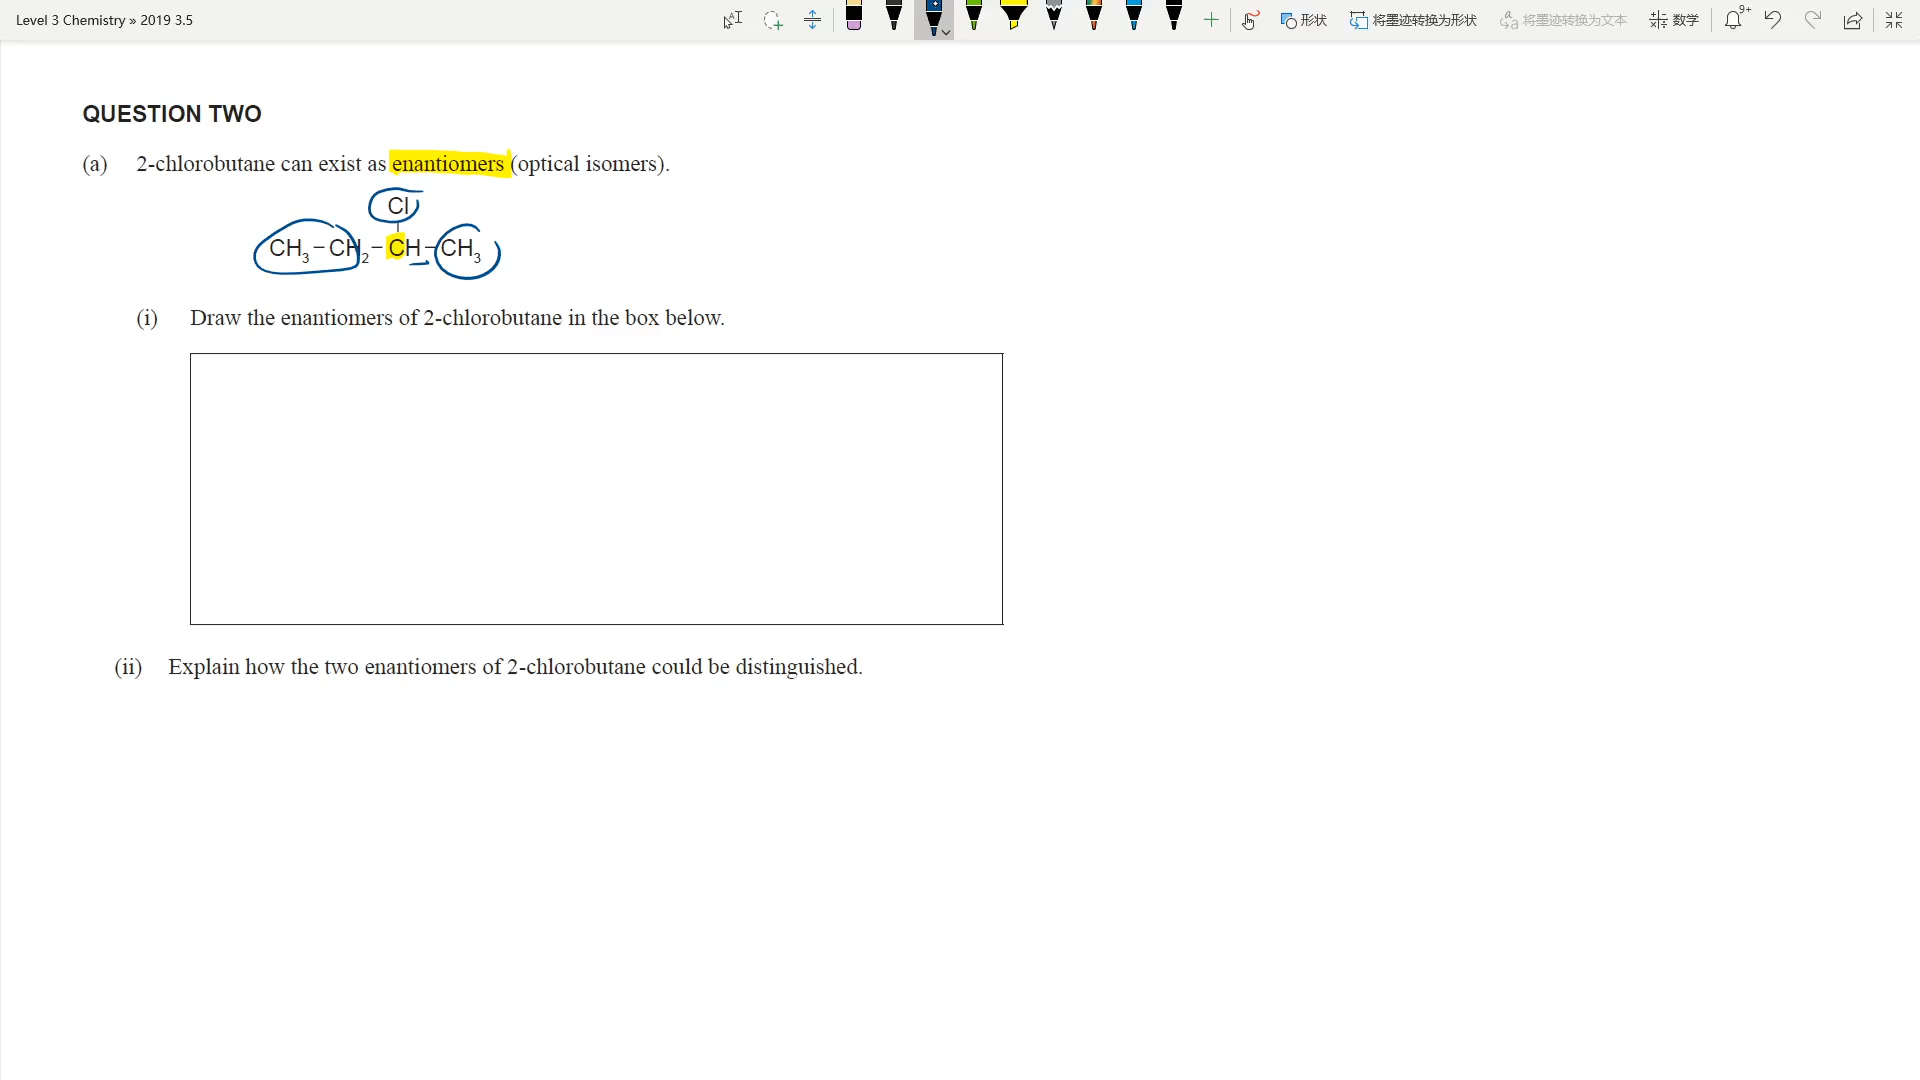 Level 3 Chemistry » 2019 3.5
形状
将墨迹转换为形状
将墨迹转换为文本
数学
9+
QUESTION TWO
(a) 2-chlorobutane can exist as enantiomers (optical isomers).
Cl
CH₃–CH₂–CH–CH₃
(i) Draw the enantiomers of 2-chlorobutane in the box below.
(ii) Explain how the two enantiomers of 2-chlorobutane could be distinguished.